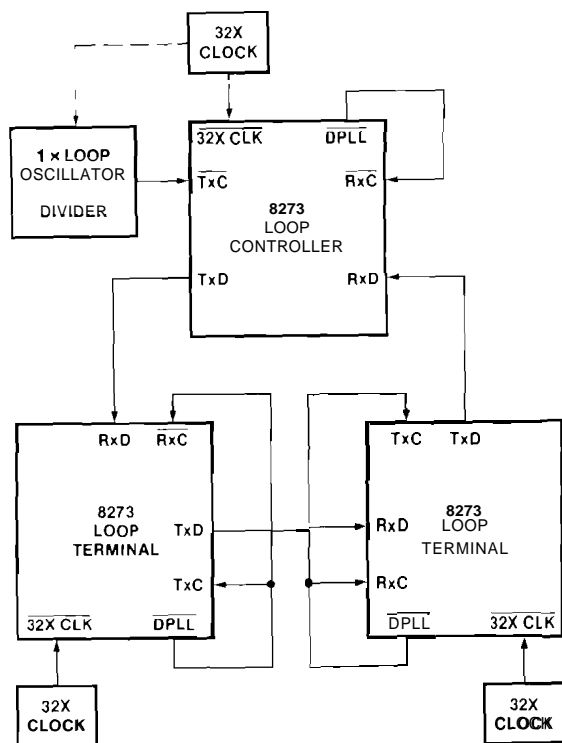 32X
CLOCK
1 × LOOP
OSCILLATOR
DIVIDER
32X CLK
DPLL
TxC
RxC
8273
LOOP
CONTROLLER
TxD
RxD
RxD
RxC
8273
LOOP
TERMINAL
TxD
TxC
32X CLK
DPLL
TxC
TxD
RxD
8273
LOOP
TERMINAL
RxC
DPLL
32X CLK
32X
CLOCK
32X
CLOCK